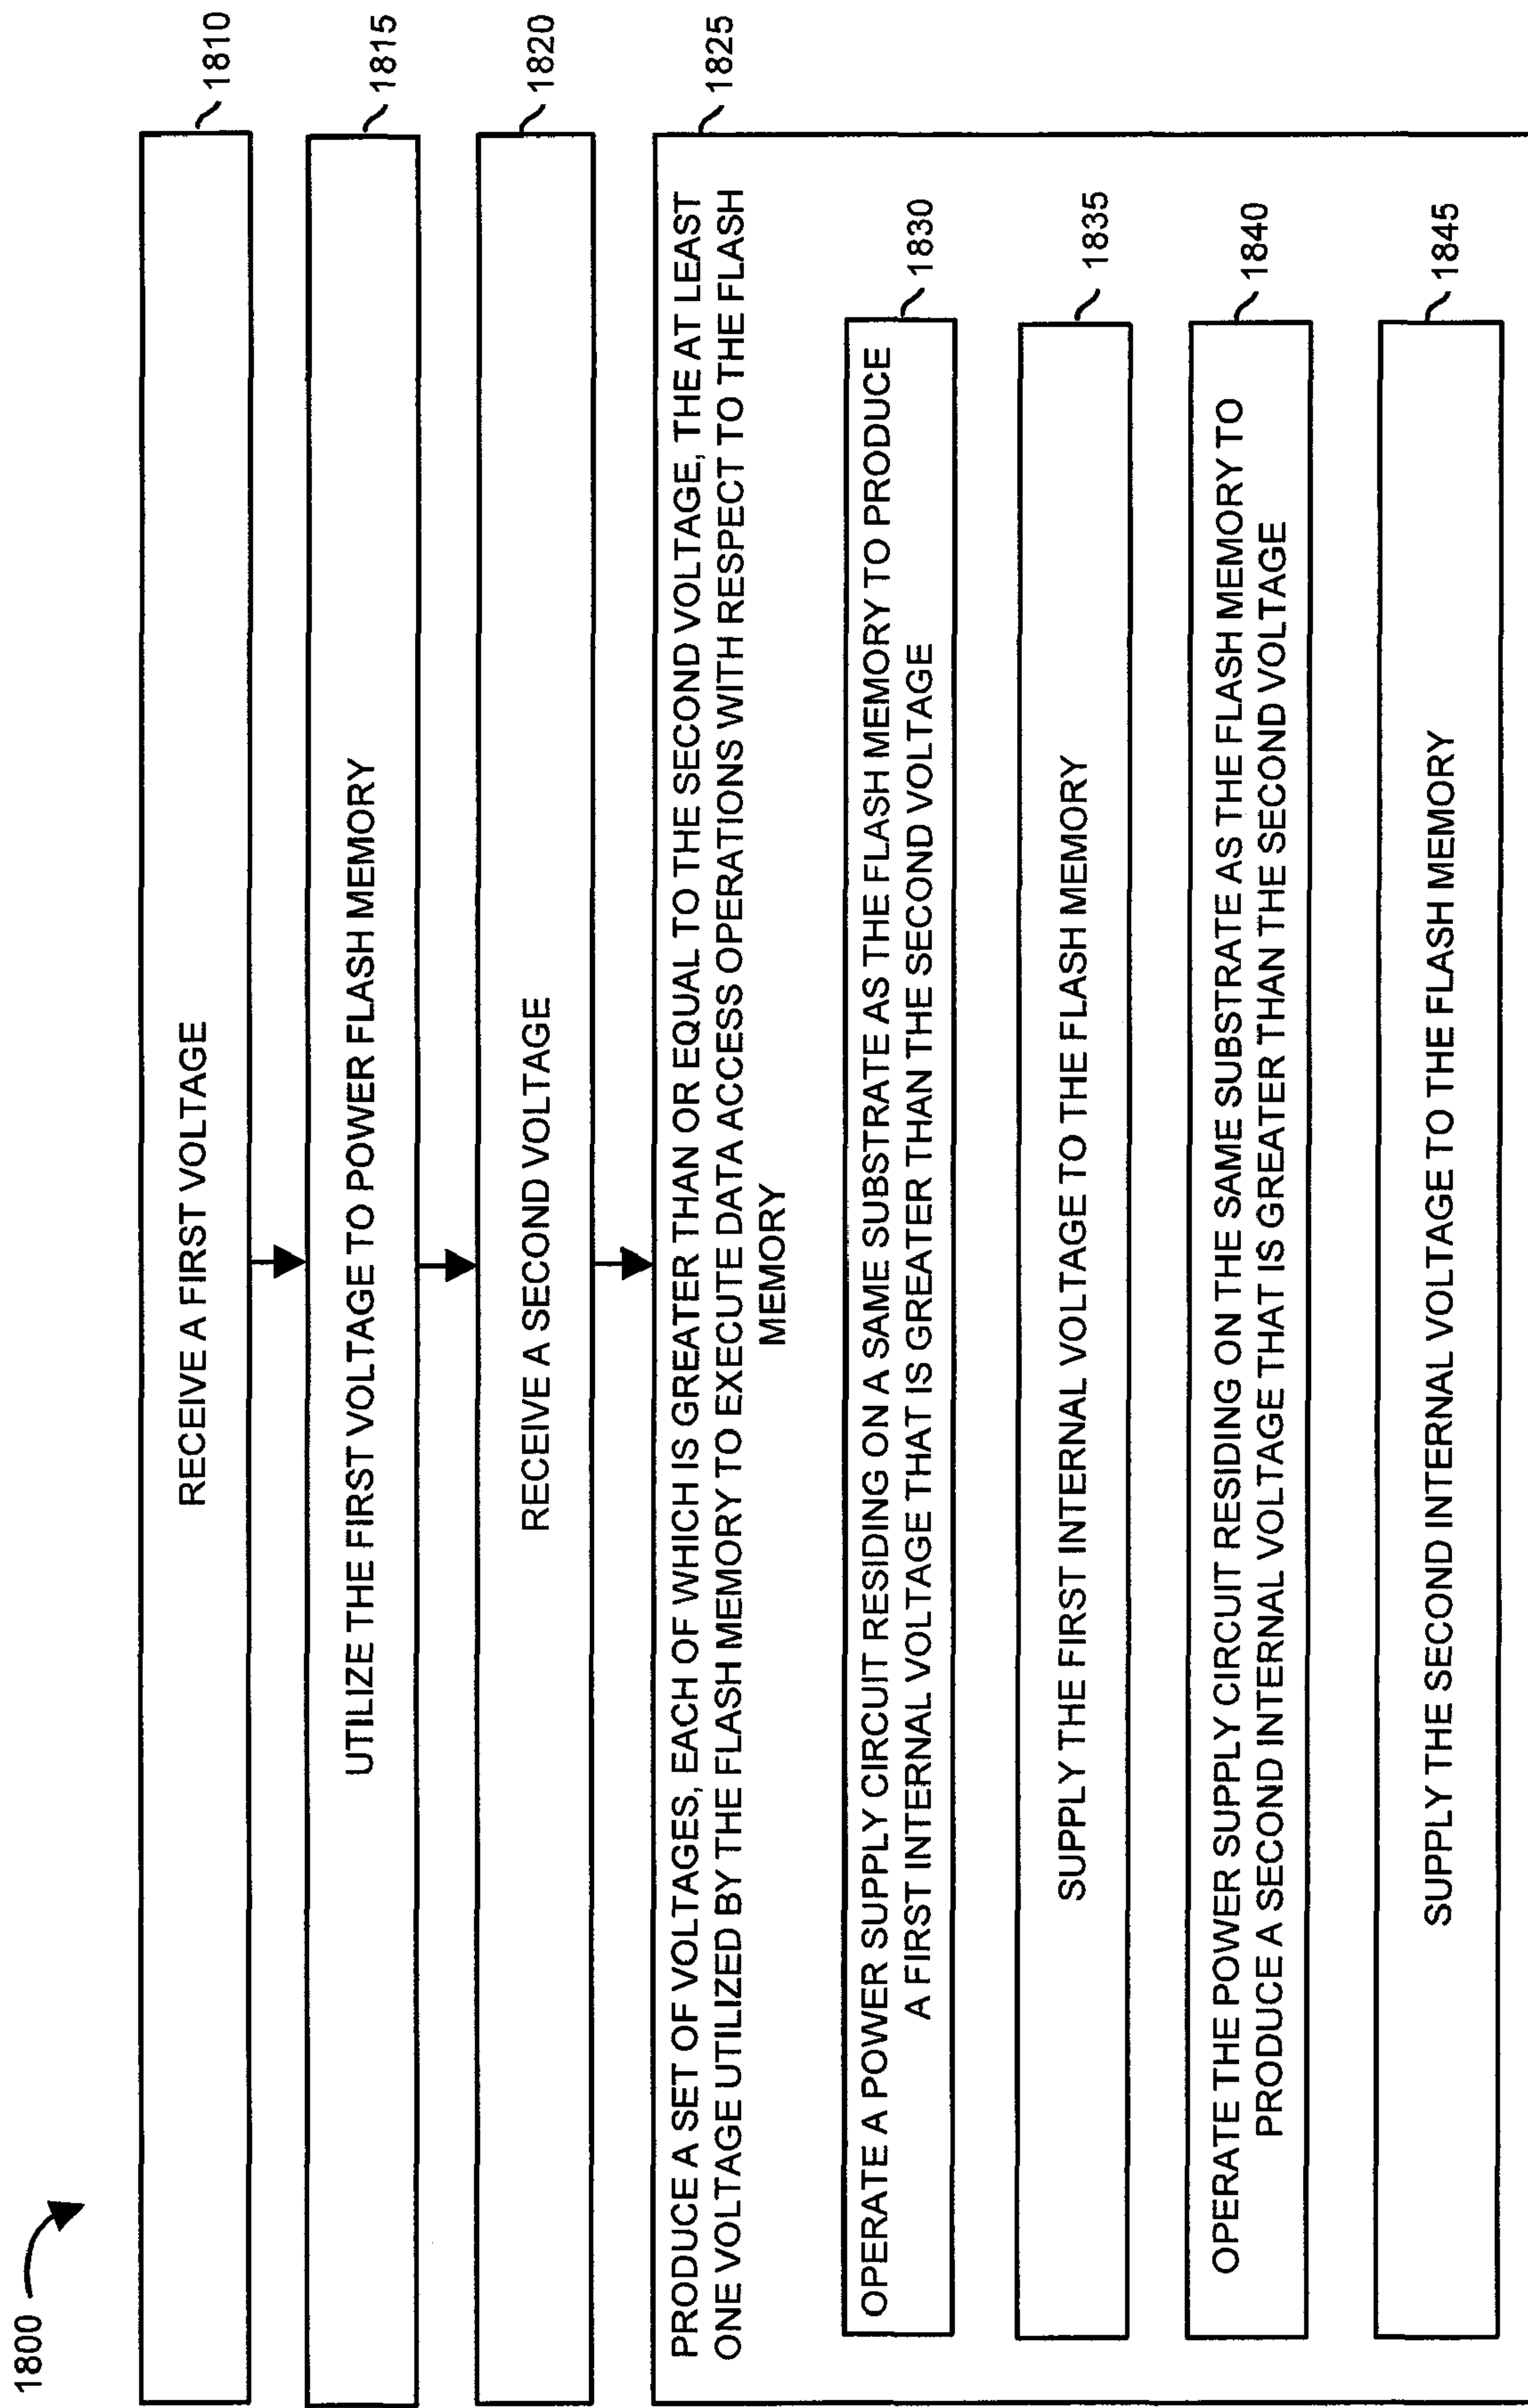 1800
RECEIVE A FIRST VOLTAGE
1810
UTILIZE THE FIRST VOLTAGE TO POWER FLASH MEMORY
1815
RECEIVE A SECOND VOLTAGE
1820
1825
PRODUCE A SET OF VOLTAGES, EACH OF WHICH IS GREATER THAN OR EQUAL TO THE SECOND VOLTAGE, THE AT LEAST
ONE VOLTAGE UTILIZED BY THE FLASH MEMORY TO EXECUTE DATA ACCESS OPERATIONS WITH RESPECT TO THE FLASH
MEMORY
1830
OPERATE A POWER SUPPLY CIRCUIT RESIDING ON A SAME SUBSTRATE AS THE FLASH MEMORY TO PRODUCE
A FIRST INTERNAL VOLTAGE THAT IS GREATER THAN THE SECOND VOLTAGE
1835
SUPPLY THE FIRST INTERNAL VOLTAGE TO THE FLASH MEMORY
1840
OPERATE THE POWER SUPPLY CIRCUIT RESIDING ON THE SAME SUBSTRATE AS THE FLASH MEMORY TO
PRODUCE A SECOND INTERNAL VOLTAGE THAT IS GREATER THAN THE SECOND VOLTAGE
1845
SUPPLY THE SECOND INTERNAL VOLTAGE TO THE FLASH MEMORY